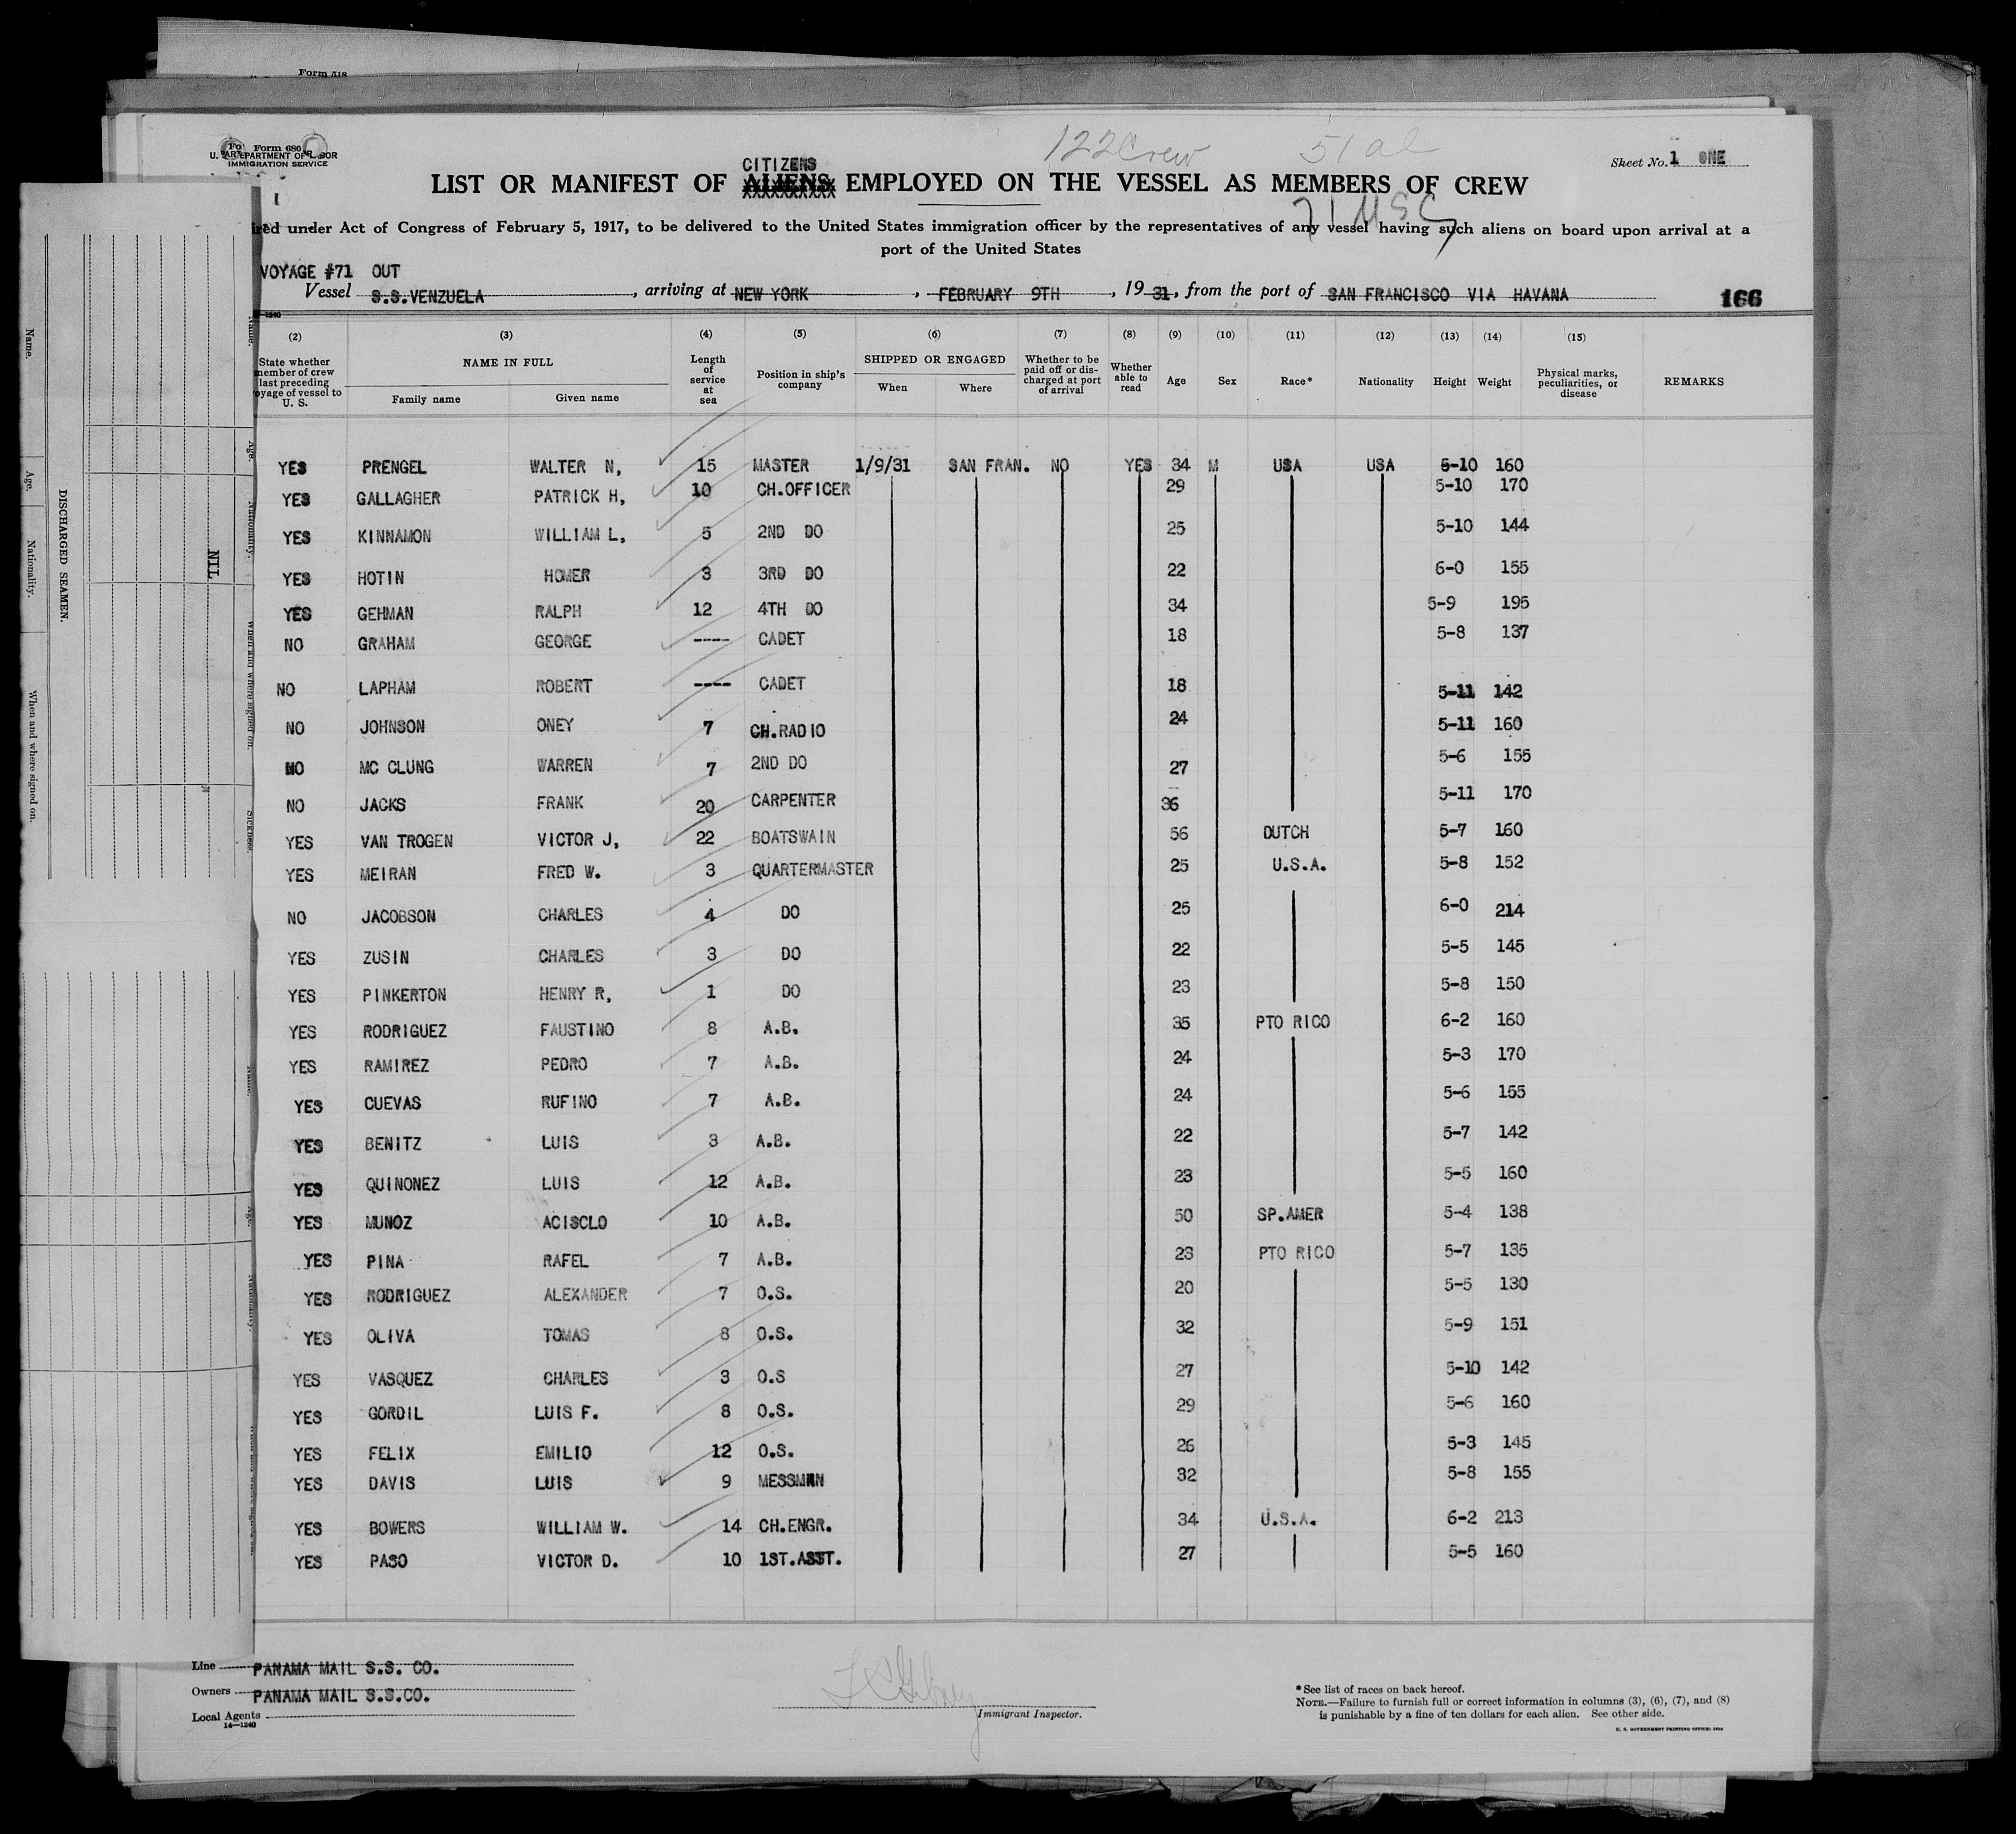 Form 518
Form 680
U. S. DEPARTMENT OF LABOR
IMMIGRATION SERVICE
122 Crew 51 al
Sheet No. 1 ONE
CITIZENS
LIST OR MANIFEST OF ALIENS EMPLOYED ON THE VESSEL AS MEMBERS OF CREW
71 USC
ired under Act of Congress of February 5, 1917, to be delivered to the United States immigration officer by the representatives of any vessel having such aliens on board upon arrival at a
port of the United States
VOYAGE #71 OUT
Vessel S.S.VENZUELA, arriving at NEW YORK, FEBRUARY 9TH, 1931, from the port of SAN FRANCISCO VIA HAVANA 166
(2) (3) (4) (5) (6) (7) (8) (9) (10) (11) (12) (13) (14) (15)
State whether member of crew last preceding voyage of vessel to U. S. NAME IN FULL Family name Given name Length of service at sea Position in ship's company SHIPPED OR ENGAGED When Where Whether to be paid off or discharged at port of arrival Whether able to read Age Sex Race* Nationality Height Weight Physical marks, peculiarities, or disease REMARKS
YES PRENGEL WALTER N, 15 MASTER 1/9/31 SAN FRAN. NO YES 34 M USA USA 5-10 160
YES GALLAGHER PATRICK H, 10 CH.OFFICER 29 5-10 170
YES KINNAMON WILLIAM L, 5 2ND DO 25 5-10 144
YES HOTIN HOMER 3 3RD DO 22 6-0 155
YES GEHMAN RALPH 12 4TH DO 34 5-9 195
NO GRAHAM GEORGE ---- CADET 18 5-8 137
NO LAPHAM ROBERT ---- CADET 18 5-11 142
NO JOHNSON ONEY 7 CH.RADIO 24 5-11 160
NO MC CLUNG WARREN 7 2ND DO 27 5-6 155
NO JACKS FRANK 20 CARPENTER 36 5-11 170
YES VAN TROGEN VICTOR J, 22 BOATSWAIN 56 DUTCH 5-7 160
YES MEIRAN FRED W. 3 QUARTERMASTER 25 U.S.A. 5-8 152
NO JACOBSON CHARLES 4 DO 25 6-0 214
YES ZUSIN CHARLES 3 DO 22 5-5 145
YES PINKERTON HENRY R, 1 DO 23 5-8 150
YES RODRIGUEZ FAUSTINO 8 A.B. 35 PTO RICO 6-2 160
YES RAMIREZ PEDRO 7 A.B. 24 5-3 170
YES CUEVAS RUFINO 7 A.B. 24 5-6 155
YES BENITZ LUIS 3 A.B. 22 5-7 142
YES QUINONEZ LUIS 12 A.B. 23 5-5 160
YES MUNOZ ACISCLO 10 A.B. 50 SP.AMER 5-4 138
YES PINA RAFEL 7 A.B. 23 PTO RICO 5-7 135
YES RODRIGUEZ ALEXANDER 7 O.S. 20 5-5 130
YES OLIVA TOMAS 8 O.S. 32 5-9 151
YES VASQUEZ CHARLES 3 O.S 27 5-10 142
YES GORDIL LUIS F. 8 O.S. 29 5-6 160
YES FELIX EMILIO 12 O.S. 26 5-3 145
YES DAVIS LUIS 9 MESSMAN 32 5-8 155
YES BOWERS WILLIAM W. 14 CH.ENGR. 34 U.S.A. 6-2 213
YES PASO VICTOR D. 10 1ST.ASST. 27 5-5 160
Line PANAMA MAIL S.S. CO.
Owners PANAMA MAIL S.S.CO.
Local Agents
14—1240
Immigrant Inspector.
*See list of races on back hereof.
NOTE.—Failure to furnish full or correct information in columns (3), (6), (7), and (8)
is punishable by a fine of ten dollars for each alien. See other side.
Name.
Age.
Nationality.
When and where signed on.
DISCHARGED SEAMEN.
NIL